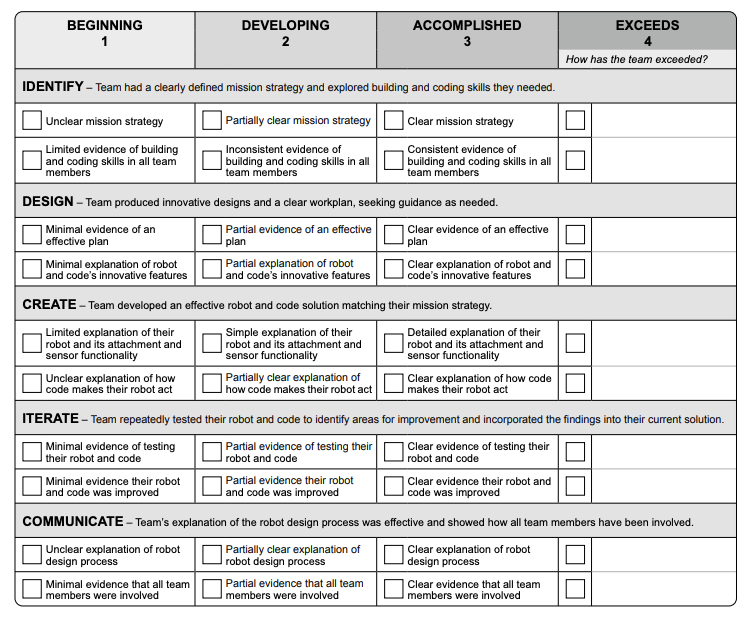 BEGINNING
1
DEVELOPING
2
ACCOMPLISHED
3
EXCEEDS
4
How has the team exceeded?
IDENTIFY – Team had a clearly defined mission strategy and explored building and coding skills they needed.
Unclear mission strategy
Partially clear mission strategy
Clear mission strategy
Limited evidence of building
and coding skills in all team
members
Inconsistent evidence of
building and coding skills in all
team members
Consistent evidence of
building and coding skills in all
team members
DESIGN – Team produced innovative designs and a clear workplan, seeking guidance as needed.
Minimal evidence of an
effective plan
Partial evidence of an effective
plan
Clear evidence of an effective
plan
Minimal explanation of robot
and code's innovative features
Partial explanation of robot
and code's innovative features
Clear explanation of robot and
code's innovative features
CREATE – Team developed an effective robot and code solution matching their mission strategy.
Limited explanation of their
robot and its attachment and
sensor functionality
Simple explanation of their
robot and its attachment and
sensor functionality
Detailed explanation of their
robot and its attachment and
sensor functionality
Unclear explanation of how
code makes their robot act
Partially clear explanation of
how code makes their robot act
Clear explanation of how code
makes their robot act
ITERATE – Team repeatedly tested their robot and code to identify areas for improvement and incorporated the findings into their current solution.
Minimal evidence of testing
their robot and code
Partial evidence of testing their
robot and code
Clear evidence of testing their
robot and code
Minimal evidence their robot
and code was improved
Partial evidence their robot
and code was improved
Clear evidence their robot and
code was improved
COMMUNICATE – Team's explanation of the robot design process was effective and showed how all team members have been involved.
Unclear explanation of robot
design process
Partially clear explanation of
robot design process
Clear explanation of robot
design process
Minimal evidence that all team
members were involved
Partial evidence that all team
members were involved
Clear evidence that all team
members were involved